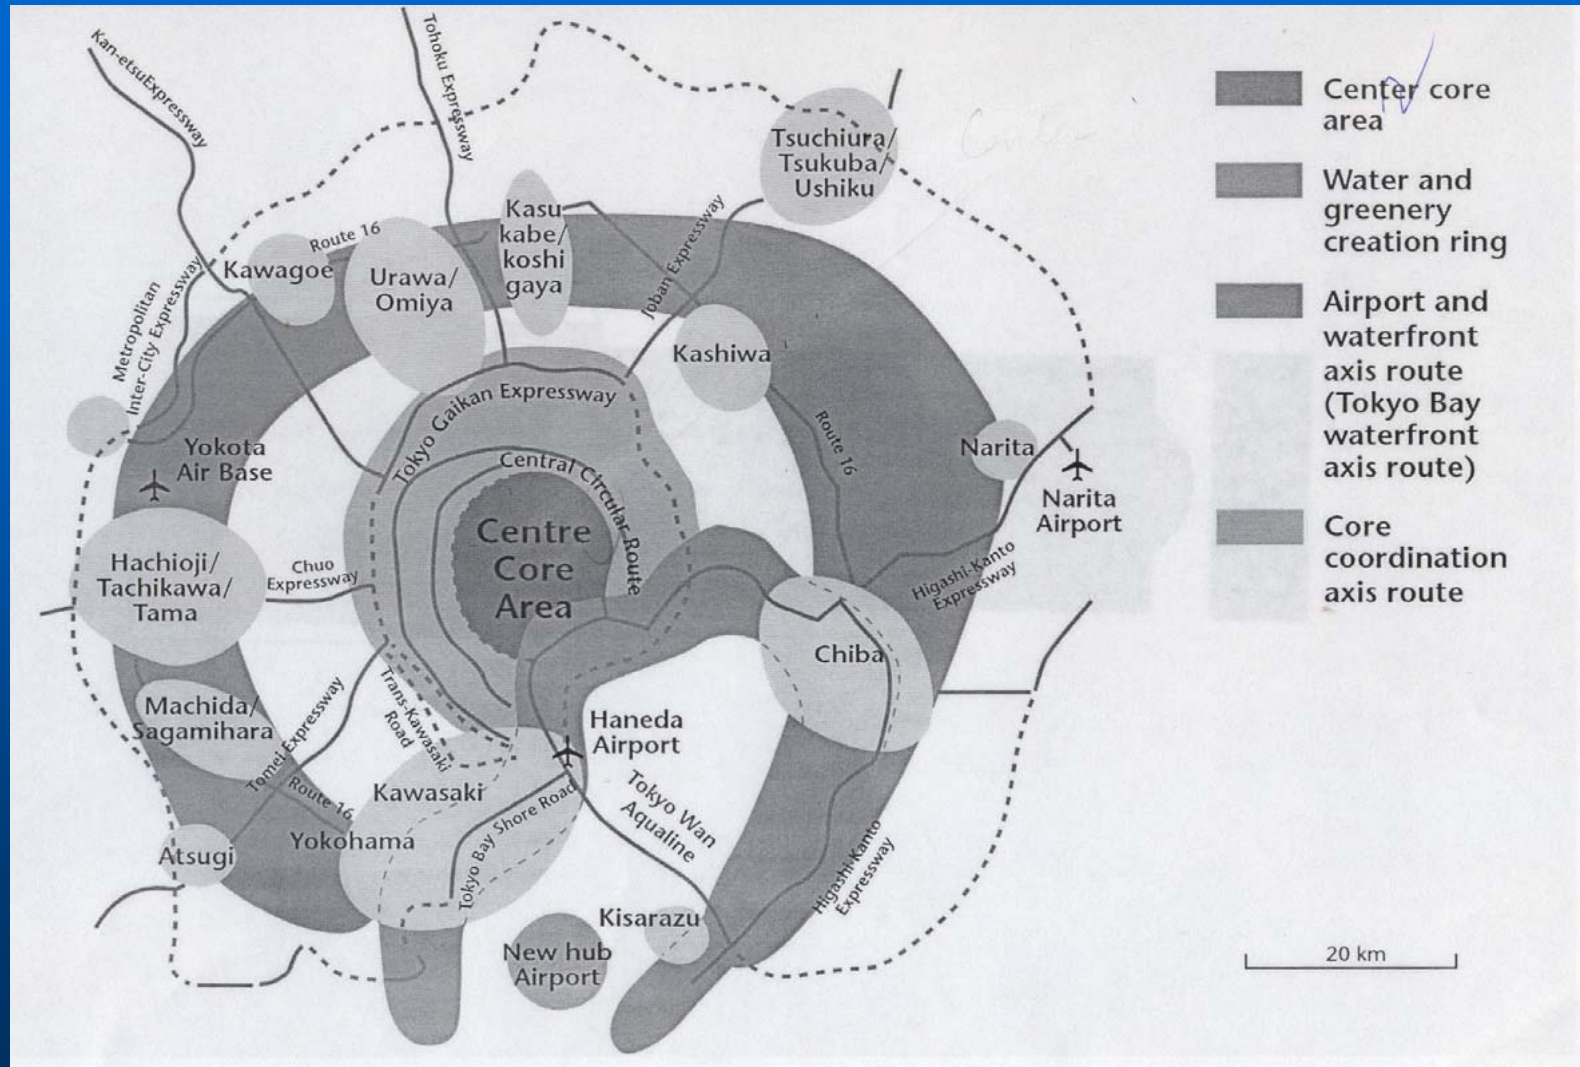 Kan-etsuExpressway
Tohoku Expressway
Tsuchiura/
Tsukuba/
Ushiku
Kasu
kabe/
koshi
gaya
Route 16
Kawagoe
Urawa/
Omiya
Joban Expressway
Metropolitan
Inter-City Expressway
Kashiwa
Tokyo Gaikan Expressway
Route 16
Yokota
Air Base
Central Circular Route
Narita
Narita
Airport
Centre
Core
Area
Hachioji/
Tachikawa/
Tama
Chuo
Expressway
Higashi-Kanto
Expressway
Chiba
Machida/
Sagamihara
Trans-Kawasaki
Road
Tomei Expressway
Haneda
Airport
Route 16
Kawasaki
Yokohama
Tokyo Bay Shore Road
Tokyo Wan
Aqualine
Atsugi
Higashi-Kanto
Expressway
Kisarazu
New hub
Airport
Center core
area
Water and
greenery
creation ring
Airport and
waterfront
axis route
(Tokyo Bay
waterfront
axis route)
Core
coordination
axis route
20 km